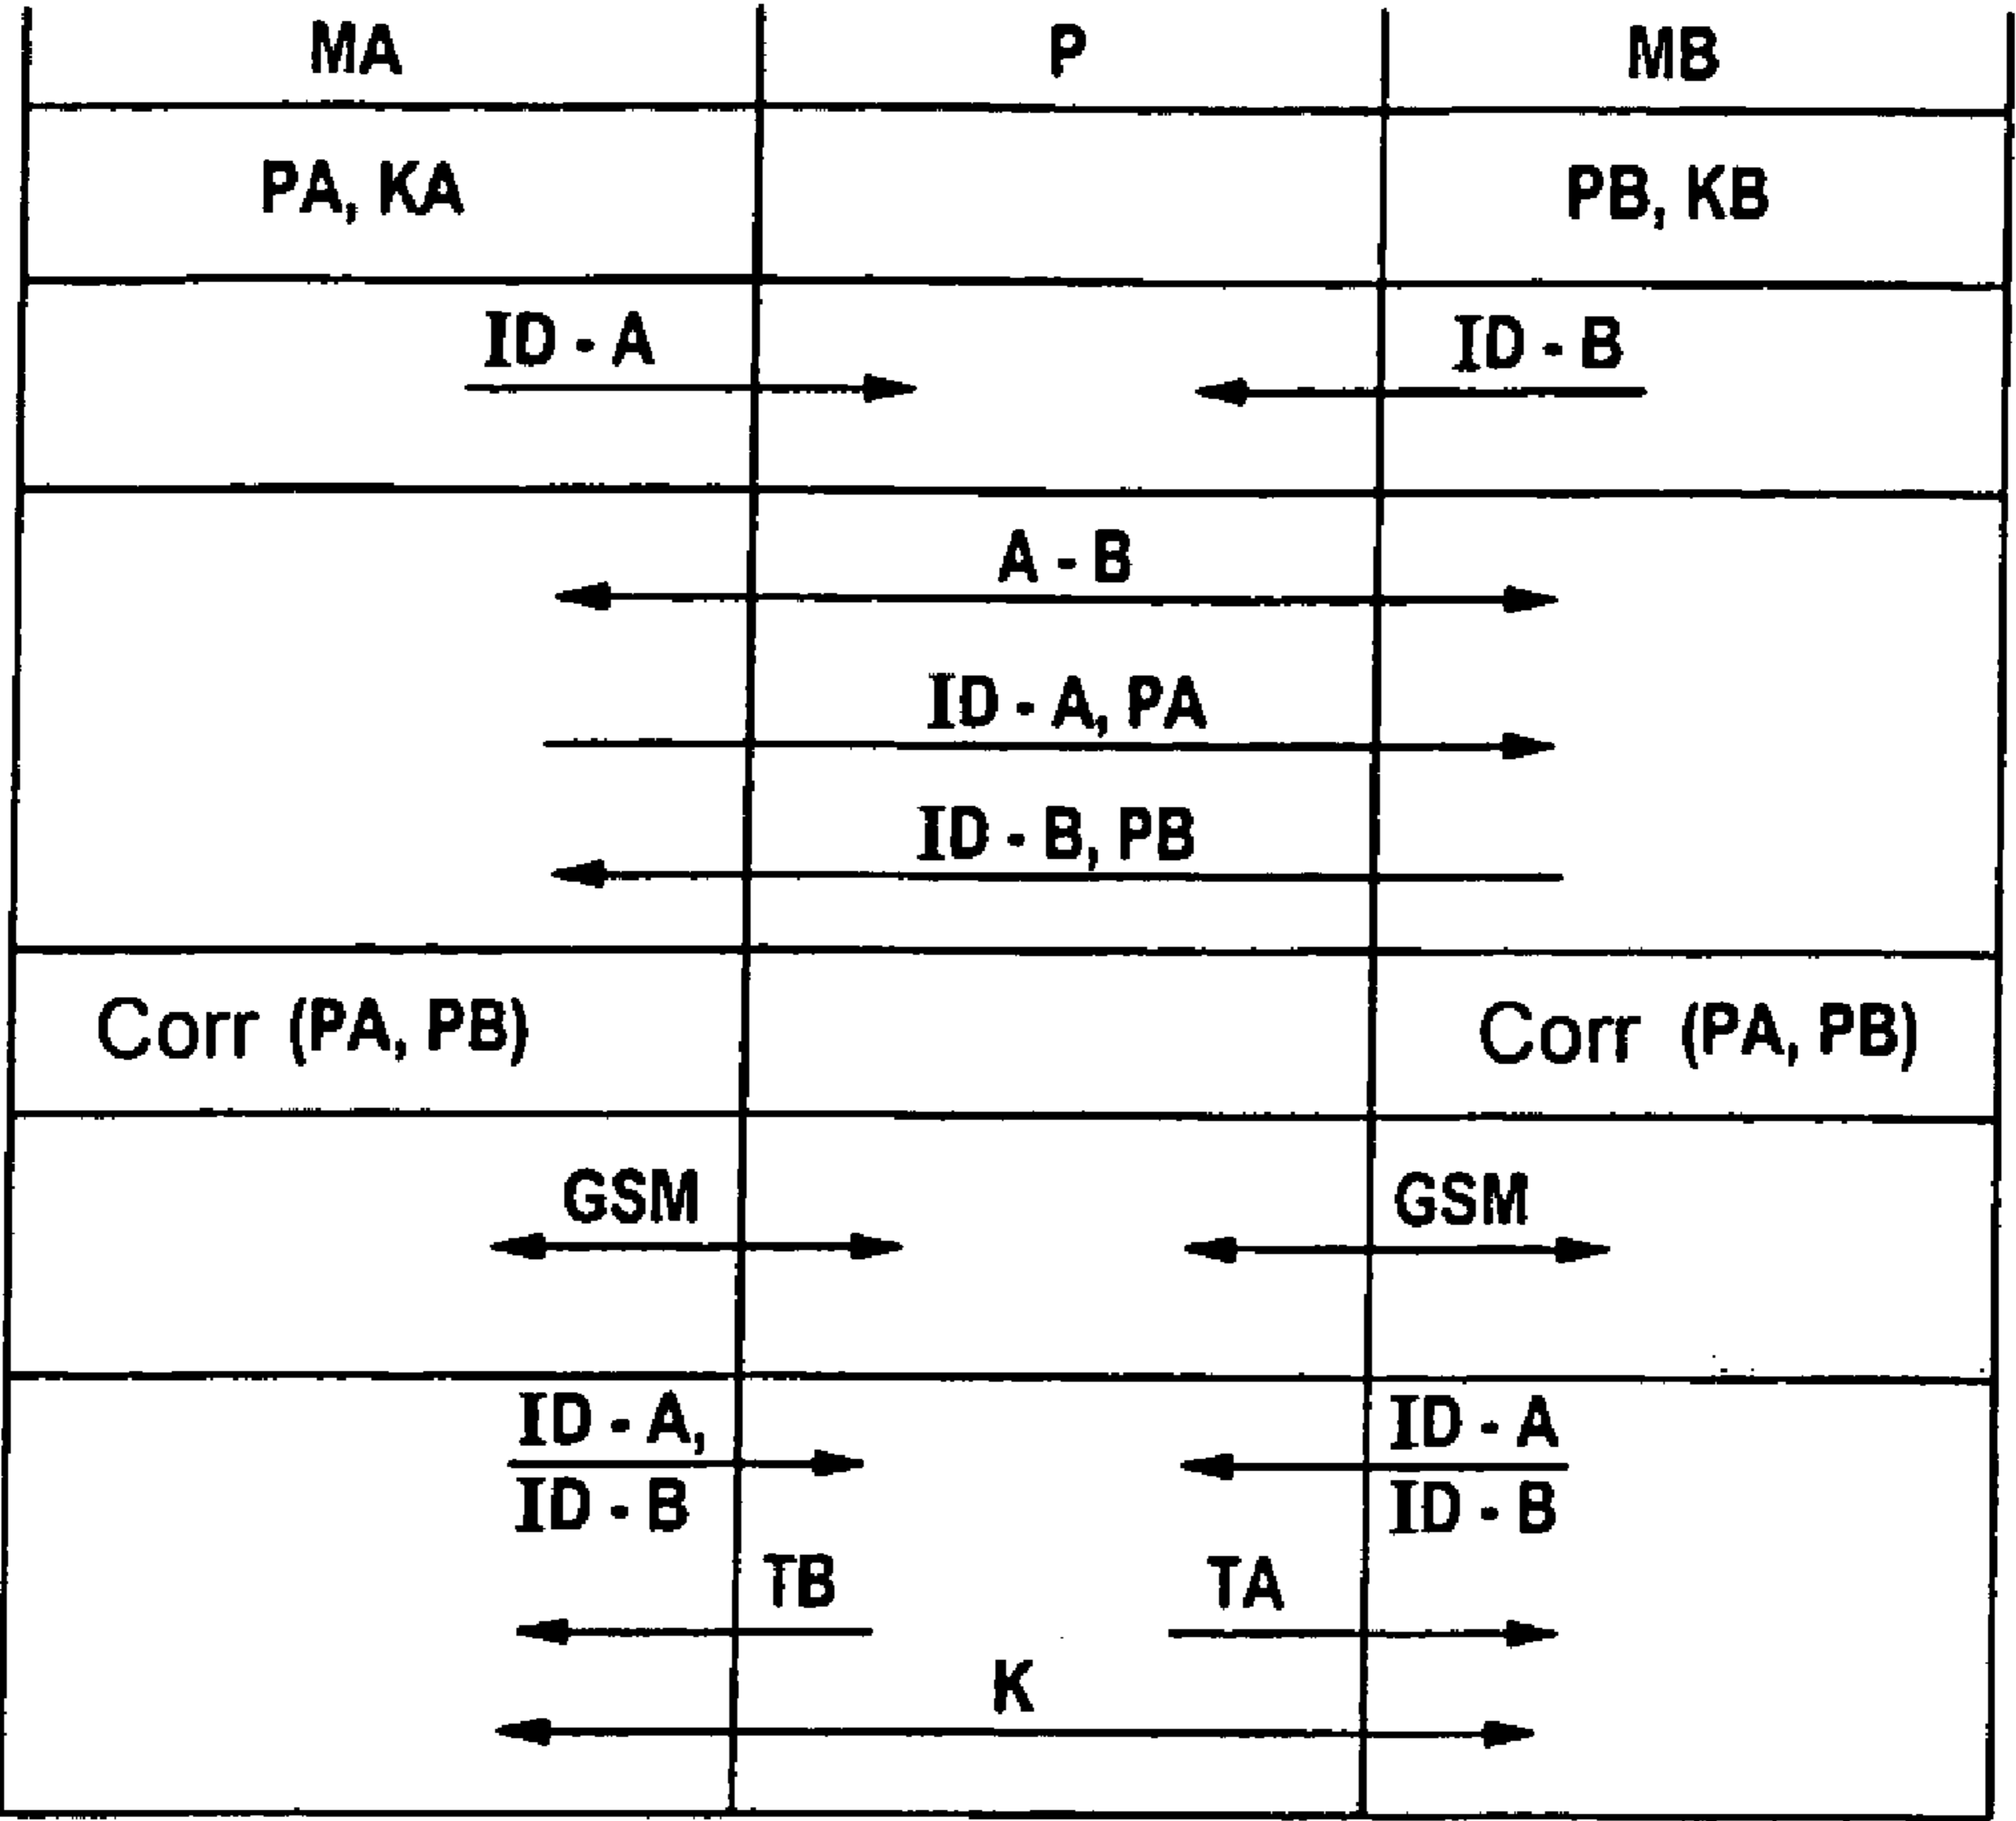 MA P MB
PA, KA PB, KB
ID - A ID - B
A - B
ID - A, PA
ID - B, PB
Corr (PA, PB) Corr (PA, PB)
GSM GSM
ID - A, ID - A
ID - B ID - B
TB TA
K